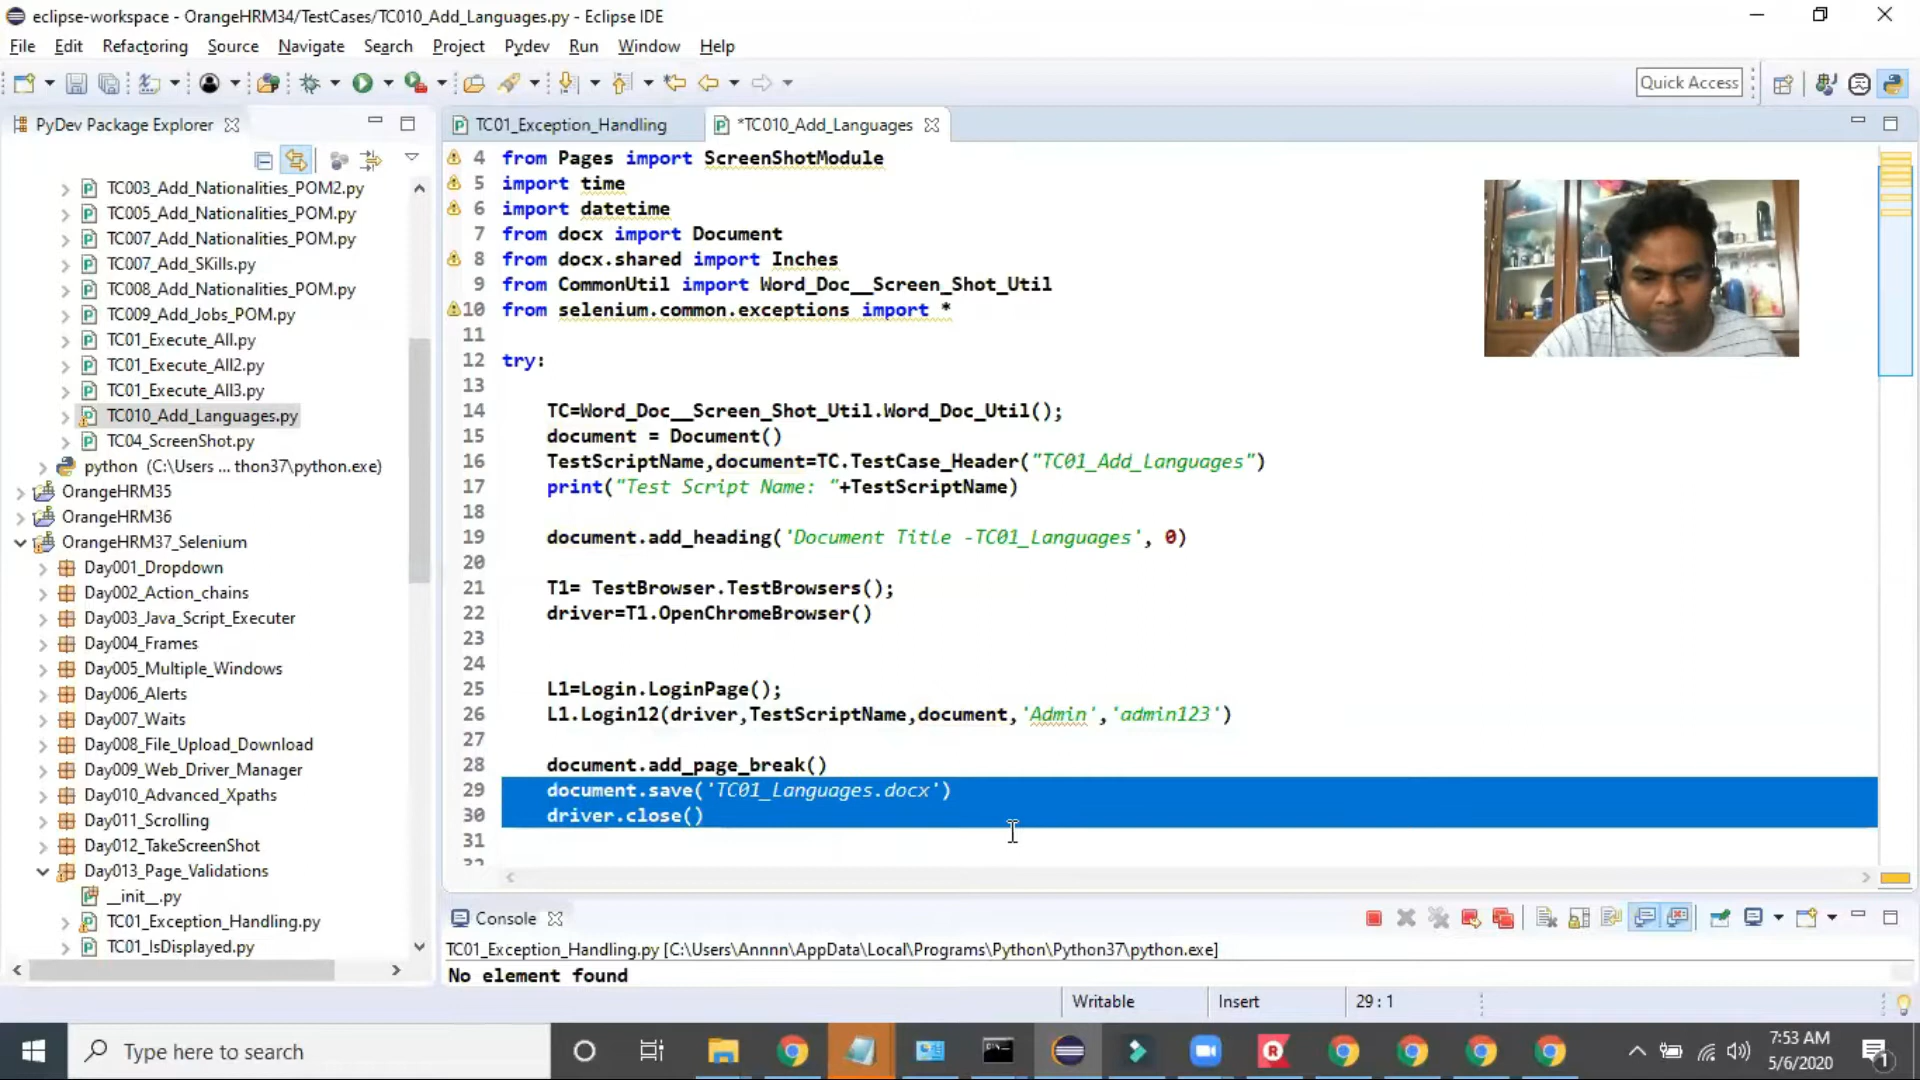 eclipse-workspace - OrangeHRM34/TestCases/TC010_Add_Languages.py - Eclipse IDE
File Edit Refactoring Source Navigate Search Project Pydev Run Window Help
Quick Access
PyDev Package Explorer
TC003_Add_Nationalities_POM2.py
TC005_Add_Nationalities_POM.py
TC007_Add_Nationalities_POM.py
TC007_Add_SKills.py
TC008_Add_Nationalities_POM.py
TC009_Add_Jobs_POM.py
TC01_Execute_All.py
TC01_Execute_All2.py
TC01_Execute_All3.py
TC010_Add_Languages.py
TC04_ScreenShot.py
python (C:\Users ... thon37\python.exe)
OrangeHRM35
OrangeHRM36
OrangeHRM37_Selenium
Day001_Dropdown
Day002_Action_chains
Day003_Java_Script_Executer
Day004_Frames
Day005_Multiple_Windows
Day006_Alerts
Day007_Waits
Day008_File_Upload_Download
Day009_Web_Driver_Manager
Day010_Advanced_Xpaths
Day011_Scrolling
Day012_TakeScreenShot
Day013_Page_Validations
__init__.py
TC01_Exception_Handling.py
TC01_IsDisplayed.py
TC01_Exception_Handling *TC010_Add_Languages
4 from Pages import ScreenShotModule
5 import time
6 import datetime
7 from docx import Document
8 from docx.shared import Inches
9 from CommonUtil import Word_Doc__Screen_Shot_Util
10 from selenium.common.exceptions import *
11
12 try:
13
14 TC=Word_Doc__Screen_Shot_Util.Word_Doc_Util();
15 document = Document()
16 TestScriptName,document=TC.TestCase_Header("TC01_Add_Languages")
17 print("Test Script Name: "+TestScriptName)
18
19 document.add_heading('Document Title -TC01_Languages', 0)
20
21 T1= TestBrowser.TestBrowsers();
22 driver=T1.OpenChromeBrowser()
23
24
25 L1=Login.LoginPage();
26 L1.Login12(driver,TestScriptName,document,'Admin','admin123')
27
28 document.add_page_break()
29 document.save('TC01_Languages.docx')
30 driver.close()
31
32
Console
TC01_Exception_Handling.py [C:\Users\Annnn\AppData\Local\Programs\Python\Python37\python.exe]
No element found
Writable Insert 29 : 1
Type here to search
7:53 AM
5/6/2020
1